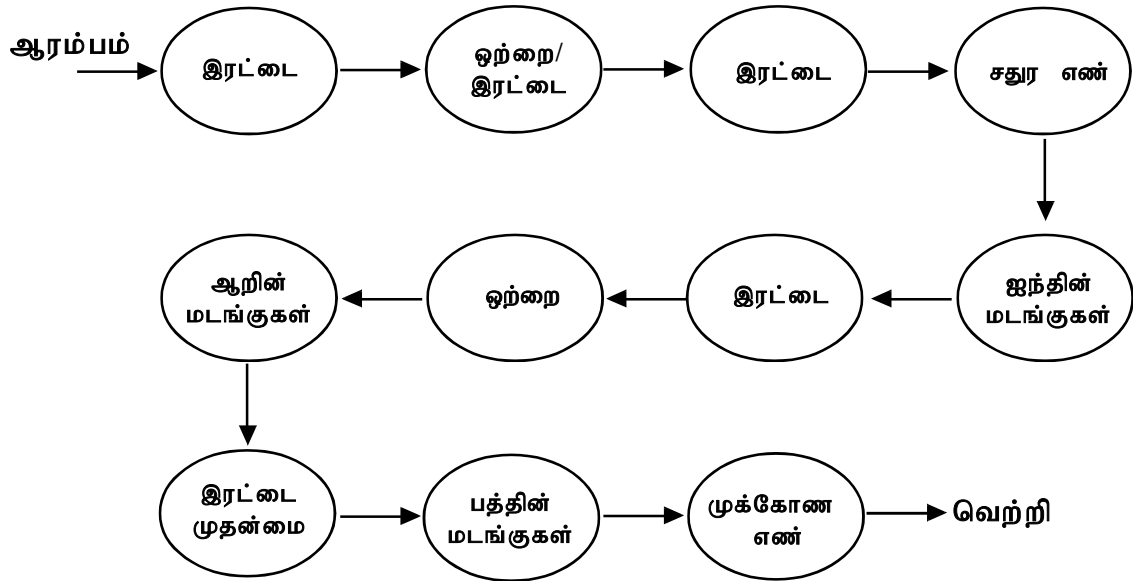 ஆரம்பம்
இரட்டை
ஒற்றை/
இரட்டை
இரட்டை
சதுர எண்
ஐந்தின்
மடங்குகள்
இரட்டை
ஒற்றை
ஆறின்
மடங்குகள்
இரட்டை
முதன்மை
பத்தின்
மடங்குகள்
முக்கோண
எண்
வெற்றி